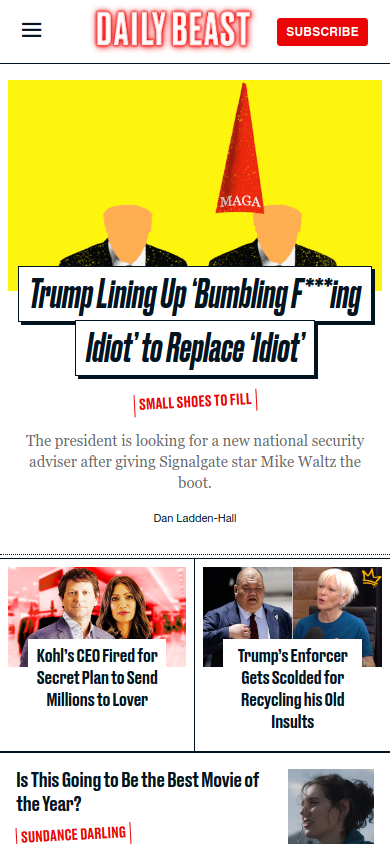 DAILY BEAST
SUBSCRIBE
MAGA
Trump Lining Up ‘Bumbling F***ing
Idiot’ to Replace ‘Idiot’
SMALL SHOES TO FILL
The president is looking for a new national security
adviser after giving Signalgate star Mike Waltz the
boot.
Dan Ladden-Hall
Kohl’s CEO Fired for
Secret Plan to Send
Millions to Lover
Trump’s Enforcer
Gets Scolded for
Recycling his Old
Insults
Is This Going to Be the Best Movie of
the Year?
SUNDANCE DARLING